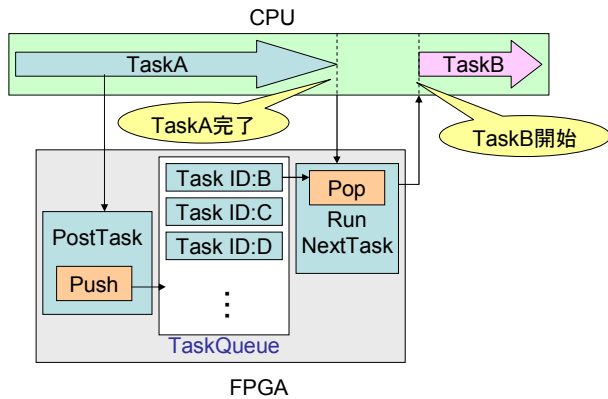 CPU
TaskA
TaskB
TaskA完了
TaskB開始
Task ID:B
Task ID:C
Task ID:D
⋮
PostTask
Push
Pop
Run
NextTask
TaskQueue
FPGA